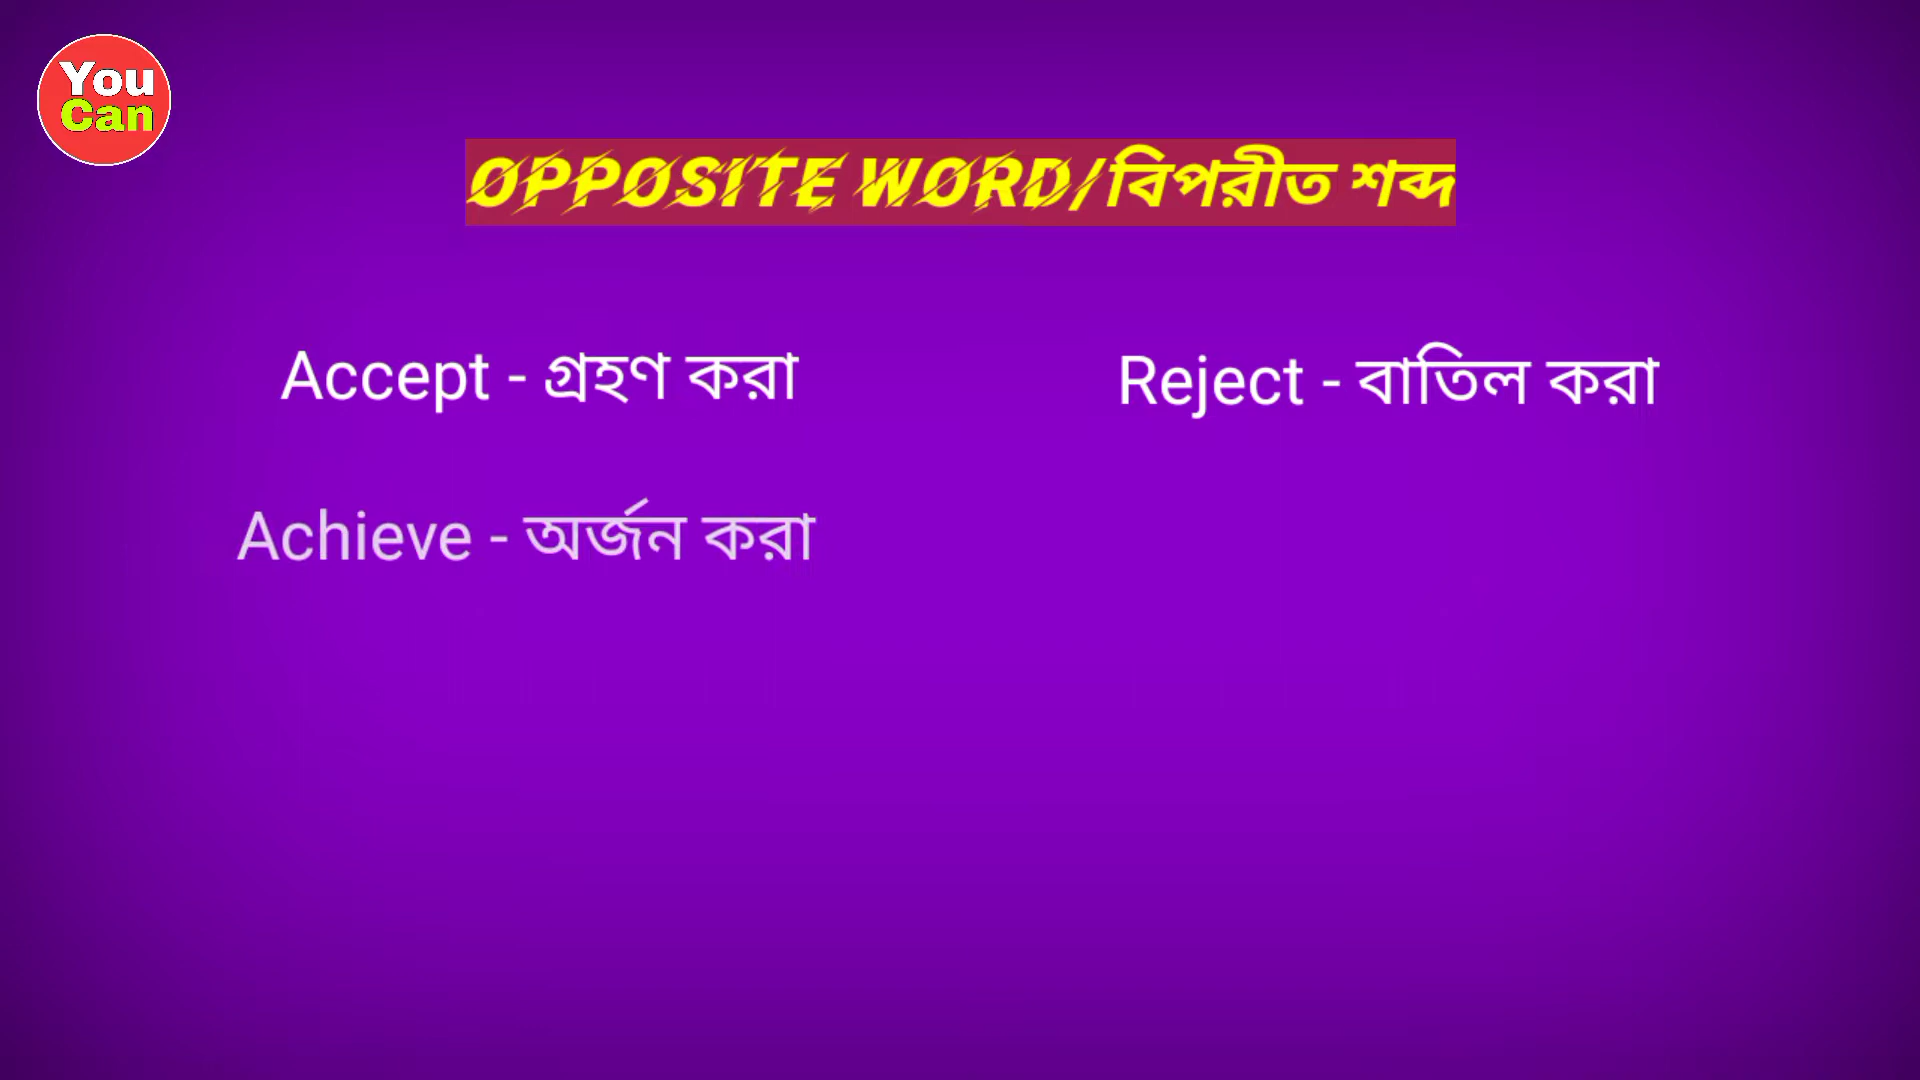 You
Can
OPPOSITE WORD/বিপরীত শব্দ
Accept - গ্রহণ করা
Reject - বাতিল করা
Achieve - অর্জন করা